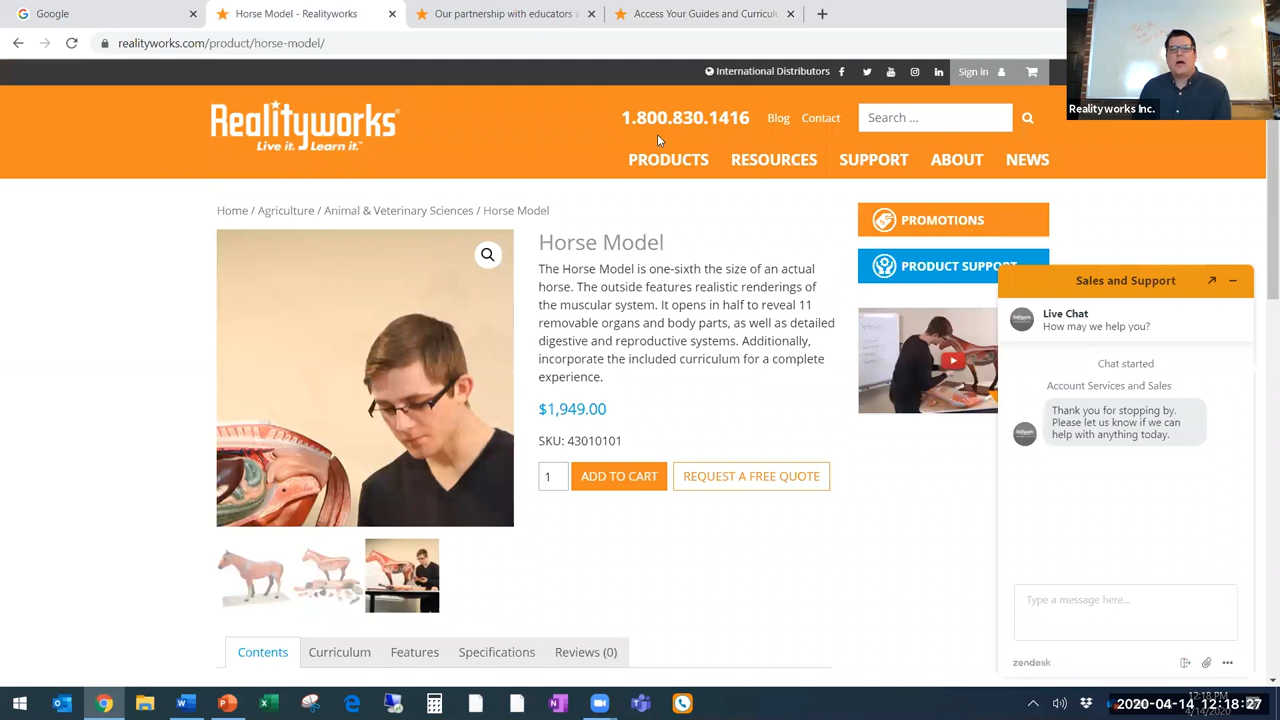 Google
Horse Model - Realityworks
Our partnership with educators
Access Your Guides and Curricul
realityworks.com/product/horse-model/
International Distributors
Sign in
Realityworks
Live it. Learn it.™
1.800.830.1416
Blog
Contact
Search ...
PRODUCTS
RESOURCES
SUPPORT
ABOUT
NEWS
Realityworks Inc.
Home / Agriculture / Animal & Veterinary Sciences / Horse Model
Horse Model
The Horse Model is one-sixth the size of an actual
horse. The outside features realistic renderings of
the muscular system. It opens in half to reveal 11
removable organs and body parts, as well as detailed
digestive and reproductive systems. Additionally,
incorporate the included curriculum for a complete
experience.
$1,949.00
SKU: 43010101
1
ADD TO CART
REQUEST A FREE QUOTE
PROMOTIONS
PRODUCT SUPPORT
Sales and Support
Live Chat
How may we help you?
Chat started
Account Services and Sales
Thank you for stopping by.
Please let us know if we can
help with anything today.
Type a message here...
zendesk
Contents
Curriculum
Features
Specifications
Reviews (0)
12:18 PM
4/14/2020
2020-04-14 12:18:27